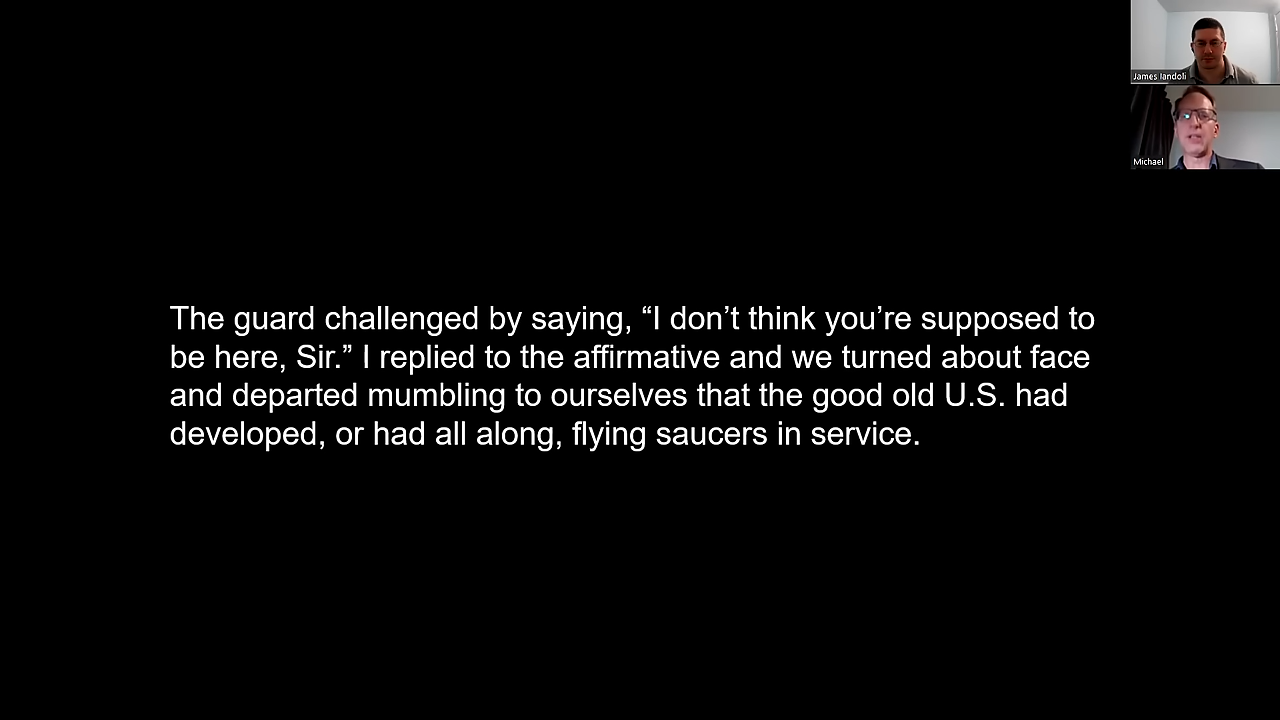 James Iandoli
Michael
The guard challenged by saying, “I don’t think you’re supposed to
be here, Sir.” I replied to the affirmative and we turned about face
and departed mumbling to ourselves that the good old U.S. had
developed, or had all along, flying saucers in service.